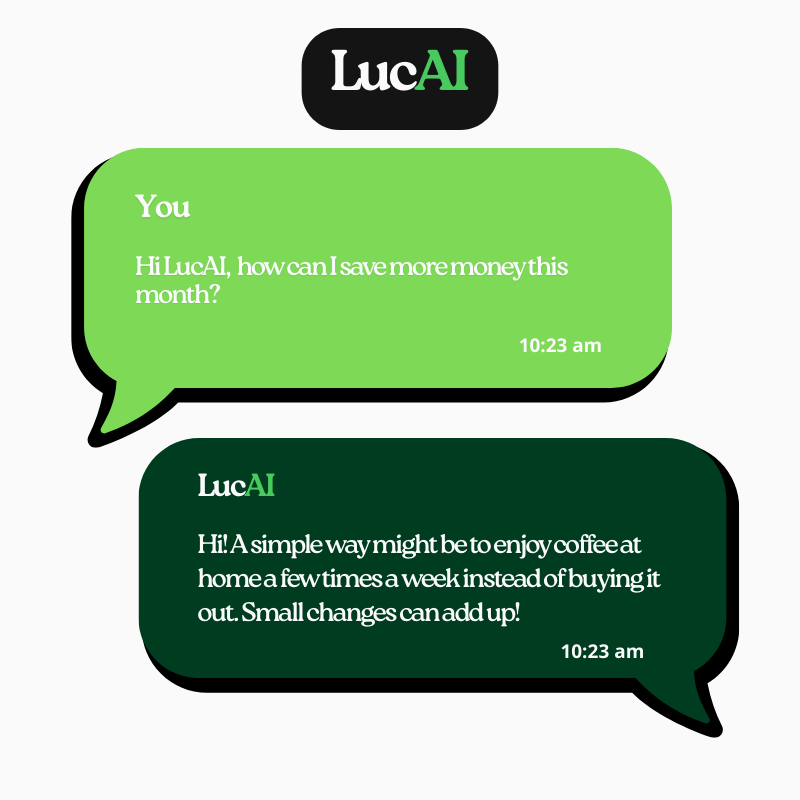 LucAI
You
Hi LucAI, how can I save more money this
month?
10:23 am
LucAI
Hi! A simple way might be to enjoy coffee at
home a few times a week instead of buying it
out. Small changes can add up!
10:23 am